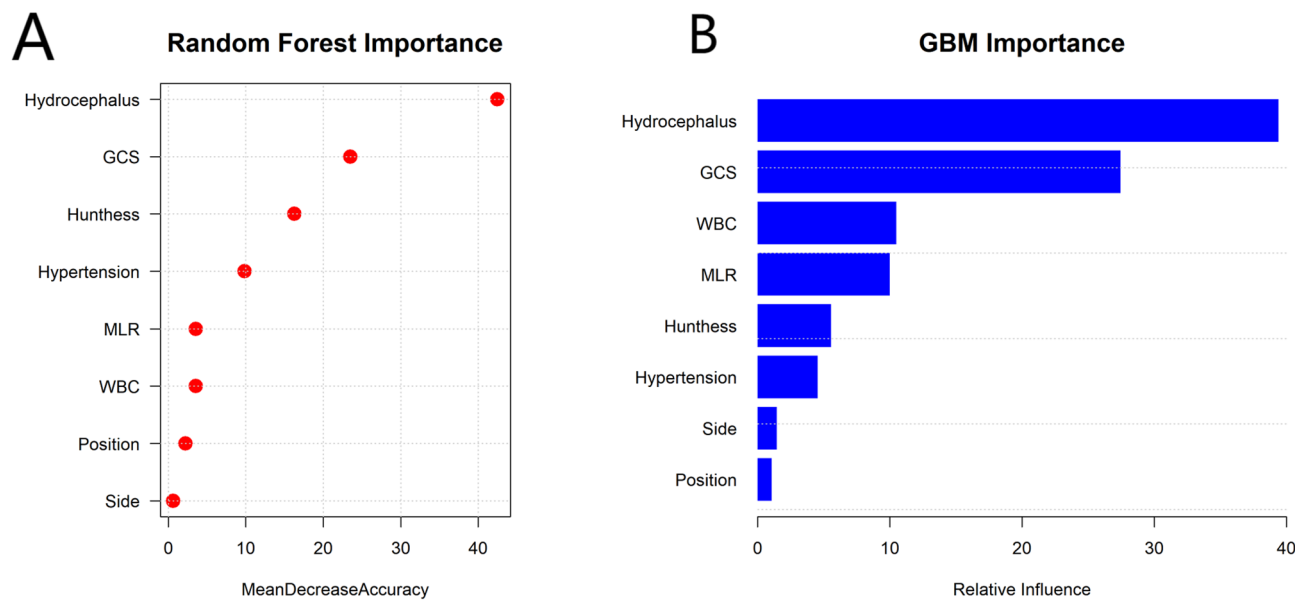 A
Random Forest Importance
Hydrocephalus
GCS
Hunthess
Hypertension
MLR
WBC
Position
Side
0 10 20 30 40
MeanDecreaseAccuracy
B
GBM Importance
Hydrocephalus
GCS
WBC
MLR
Hunthess
Hypertension
Side
Position
0 10 20 30 40
Relative Influence